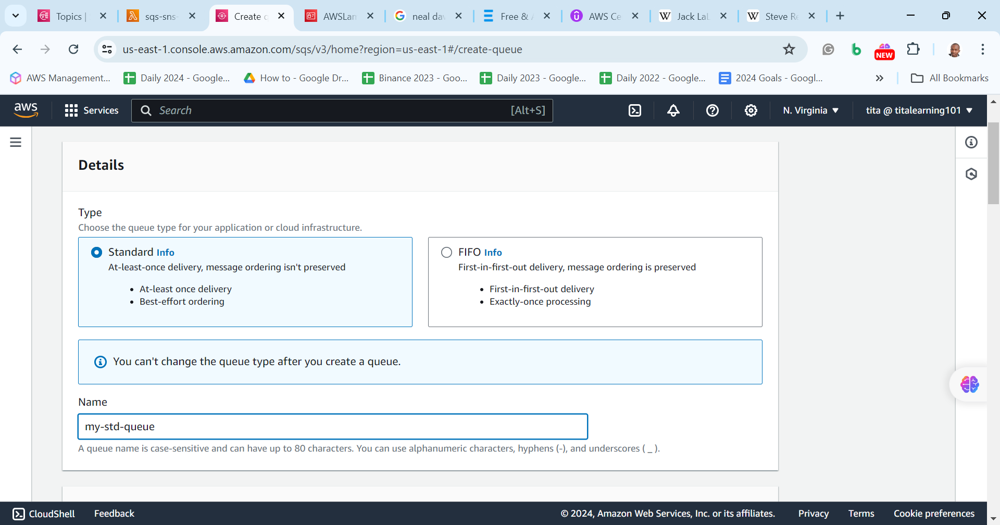 Topics |
sqs-sns-
Create q
AWSLam
neal dav
Free & A
AWS Ce
W Jack LaL
W Steve Re
us-east-1.console.aws.amazon.com/sqs/v3/home?region=us-east-1#/create-queue
NEW
AWS Management...
Daily 2024 - Google...
How to - Google Dr...
Binance 2023 - Goo...
Daily 2023 - Google...
Daily 2022 - Google...
2024 Goals - Googl...
All Bookmarks
aws
Services
Search
[Alt+S]
N. Virginia
tita @ titalearning101
Details
Type
Choose the queue type for your application or cloud infrastructure.
Standard Info
At-least-once delivery, message ordering isn't preserved
• At-least once delivery
• Best-effort ordering
FIFO Info
First-in-first-out delivery, message ordering is preserved
• First-in-first-out delivery
• Exactly-once processing
You can't change the queue type after you create a queue.
Name
my-std-queue
A queue name is case-sensitive and can have up to 80 characters. You can use alphanumeric characters, hyphens (-), and underscores ( _ ).
CloudShell
Feedback
© 2024, Amazon Web Services, Inc. or its affiliates.
Privacy
Terms
Cookie preferences